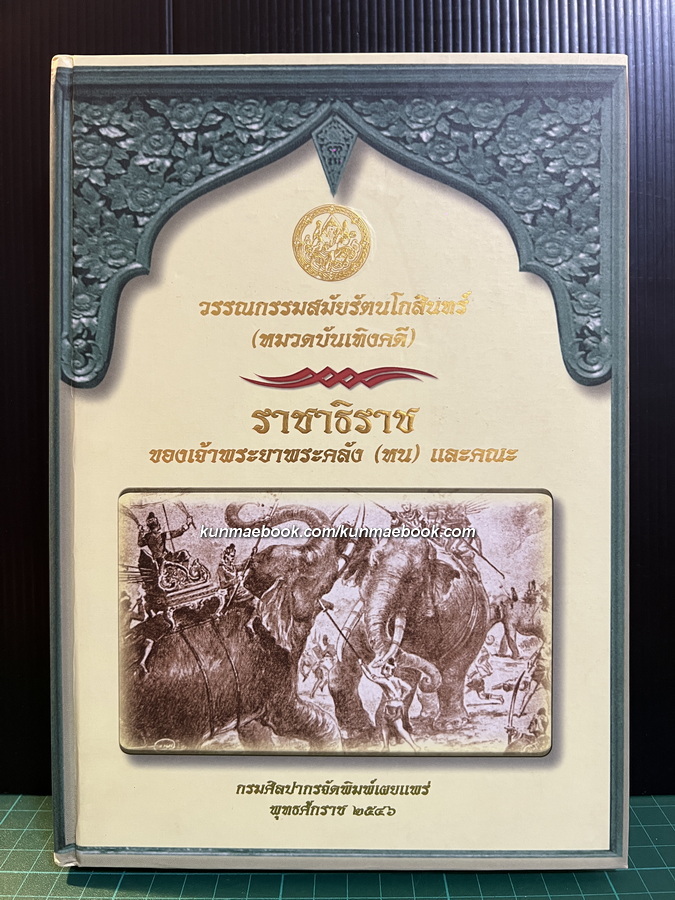 วรรณกรรมสมัยรัตนโกสินทร์
(หมวดบันเทิงคดี)
ราชาธิราช
ของเจ้าพระยาพระคลัง (หน) และคณะ
kunmaebook.com/kunmaebook.com
กรมศิลปากรจัดพิมพ์เผยแพร่
พุทธศักราช ๒๕๔๖